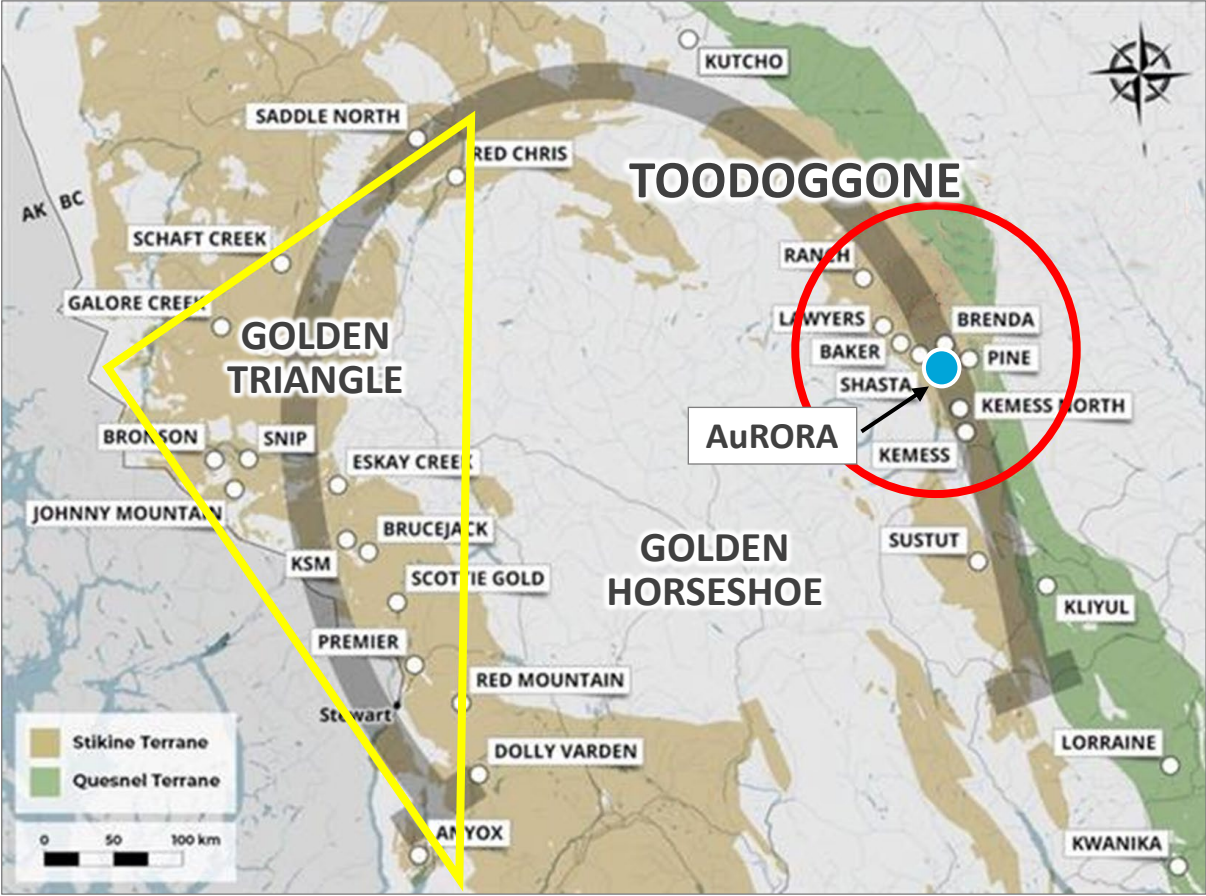 KUTCHO
SADDLE NORTH
RED CHRIS
TOODOGGONE
AK BC
SCHAFT CREEK
RANCH
GALORE CREEK
GOLDEN
TRIANGLE
LAWYERS
BRENDA
BAKER
PINE
SHASTA
KEMESS NORTH
AuRORA
BRONSON
SNIP
KEMESS
ESKAY CREEK
JOHNNY MOUNTAIN
BRUCEJACK
SUSTUT
GOLDEN
HORSESHOE
KSM
SCOTTIE GOLD
KLIYUL
PREMIER
RED MOUNTAIN
Stewart
Stikine Terrane
DOLLY VARDEN
LORRAINE
Quesnel Terrane
ANYOX
0 50 100 km
KWANIKA